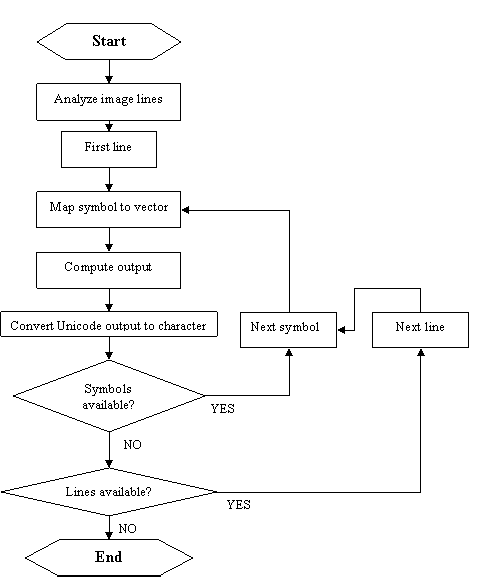 Start
Analyze image lines
First line
Map symbol to vector
Compute output
Convert Unicode output to character
Next symbol
Next line
Symbols
available?
YES
NO
Lines available?
YES
NO
End